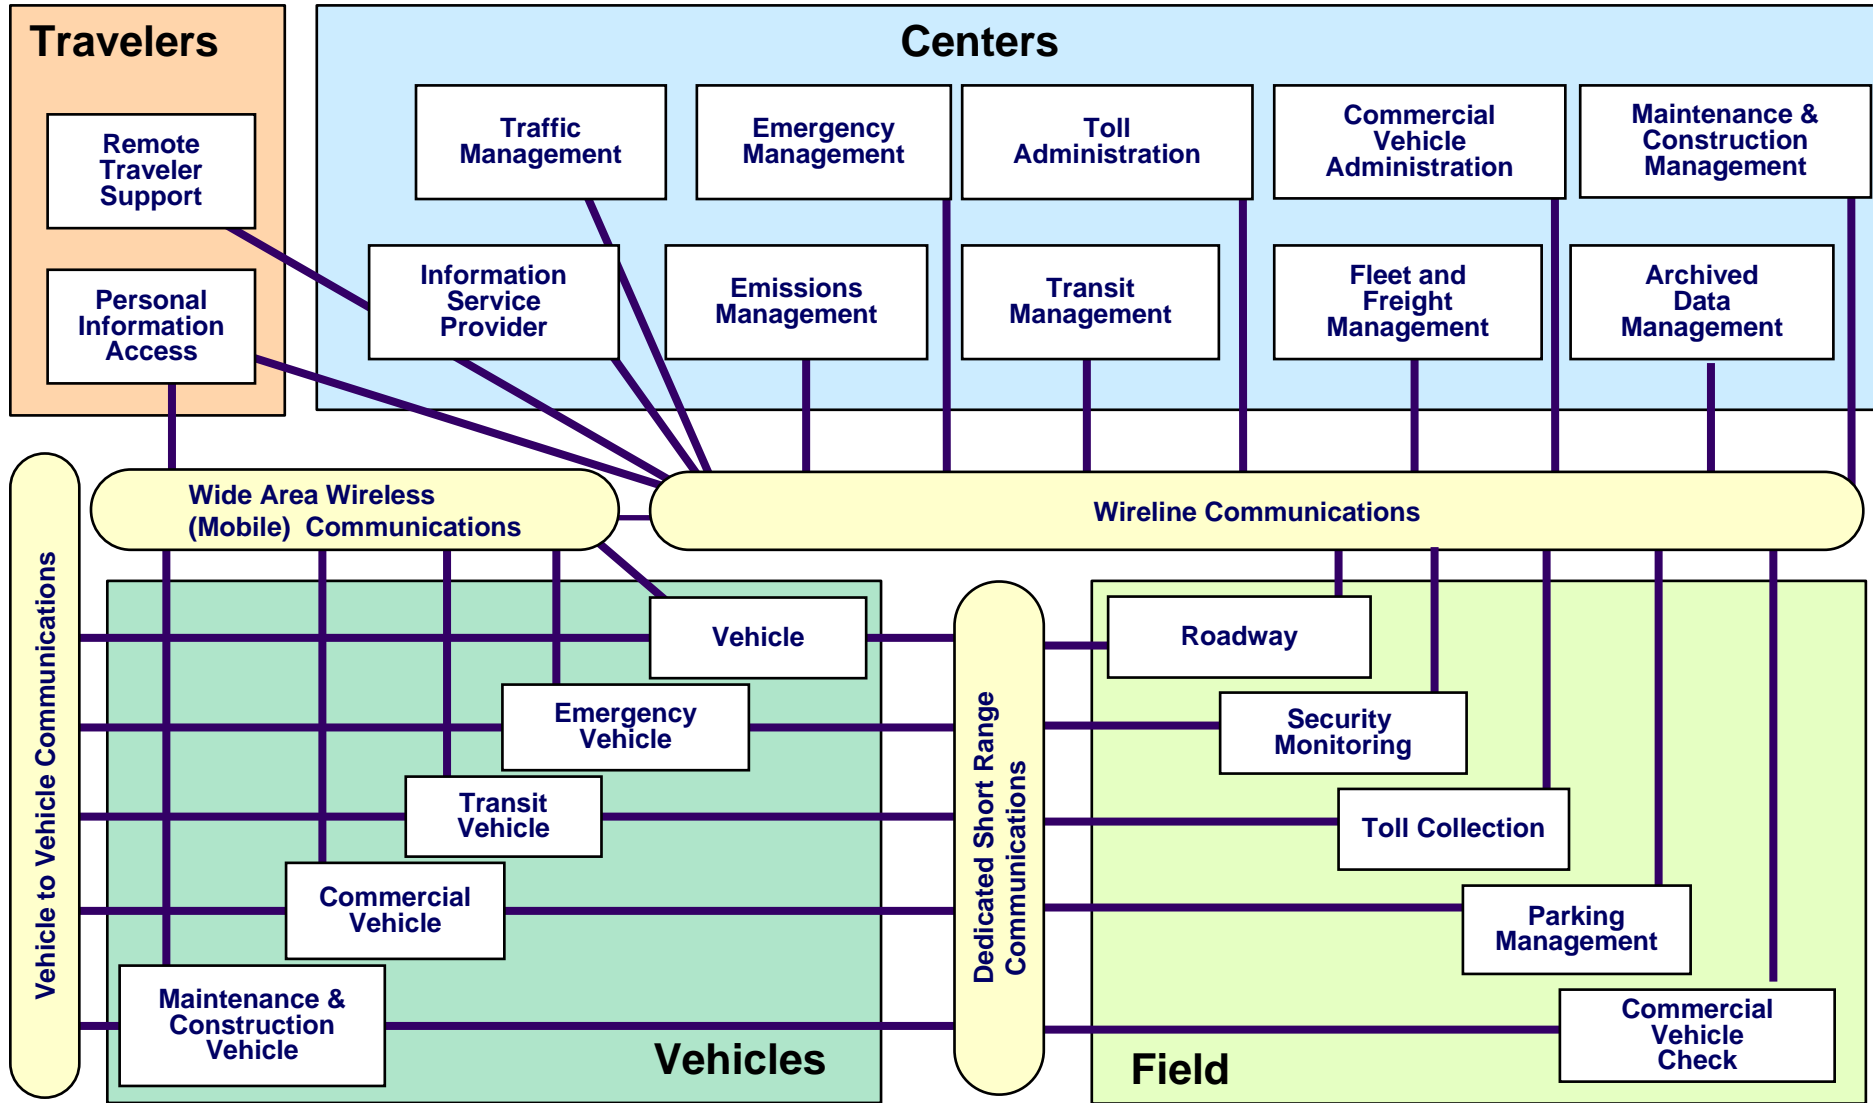 Travelers
Remote
Traveler
Support
Personal
Information
Access
Centers
Traffic
Management
Emergency
Management
Toll
Administration
Commercial
Vehicle
Administration
Maintenance &
Construction
Management
Information
Service
Provider
Emissions
Management
Transit
Management
Fleet and
Freight
Management
Archived
Data
Management
Wide Area Wireless
(Mobile) Communications
Wireline Communications
Vehicle to Vehicle Communications
Vehicle
Emergency
Vehicle
Transit
Vehicle
Commercial
Vehicle
Maintenance &
Construction
Vehicle
Vehicles
Dedicated Short Range
Communications
Roadway
Security
Monitoring
Toll Collection
Parking
Management
Commercial
Vehicle
Check
Field